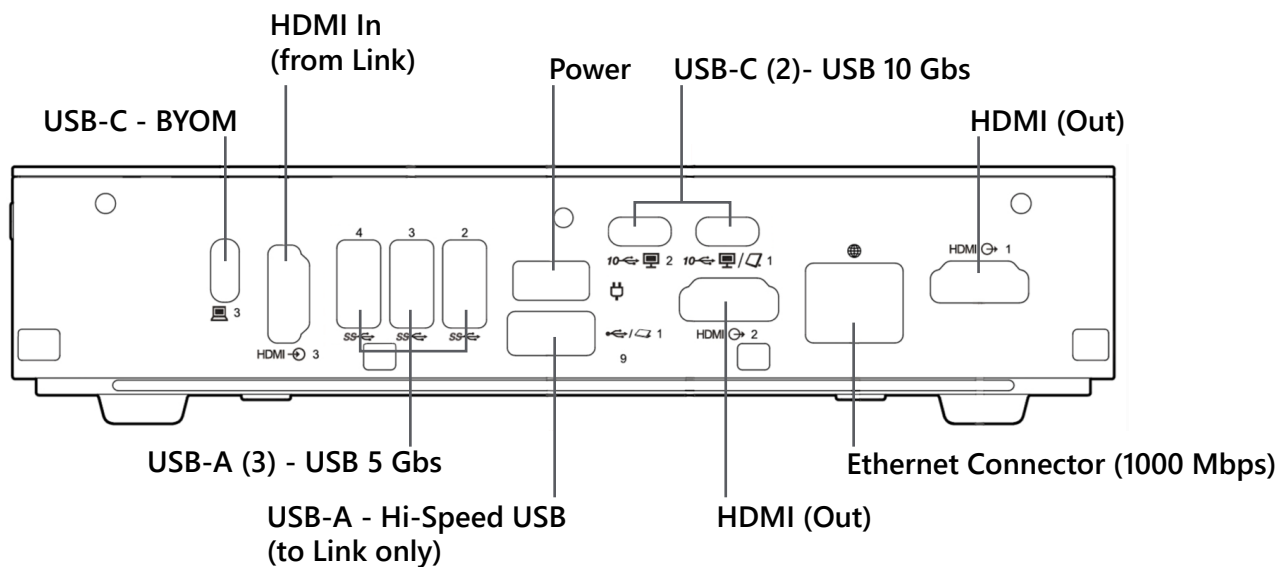 HDMI In
(from Link)
Power
USB-C (2)- USB 10 Gbs
USB-C - BYOM
HDMI (Out)
4
3
2
10
2
10
/
1
HDMI
1
3
SS
SS
SS
HDMI
3
/
1
9
HDMI
2
USB-A (3) - USB 5 Gbs
Ethernet Connector (1000 Mbps)
USB-A - Hi-Speed USB
(to Link only)
HDMI (Out)